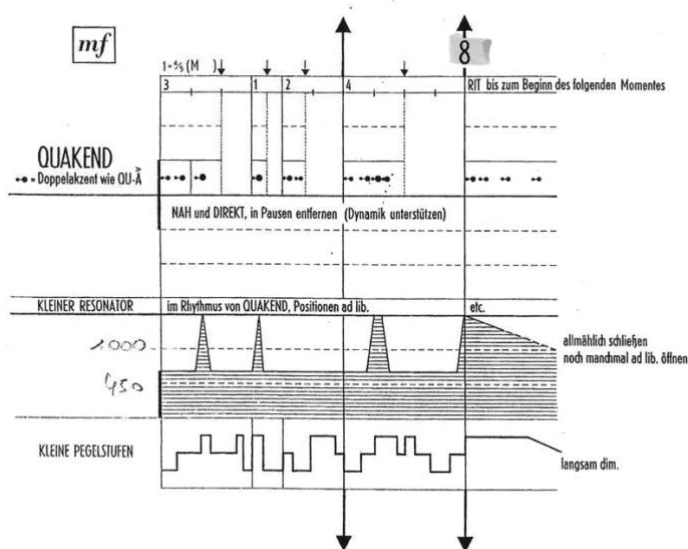 mf
8
1=♩/s (M )
3 1 2 4 RIT bis zum Beginn des folgenden Momentes
QUAKEND
= Doppelakzent wie QU-Ä
NAH und DIREKT, in Pausen entfernen (Dynamik unterstützen)
KLEINER RESONATOR im Rhythmus von QUAKEND, Positionen ad lib. etc.
1000
allmählich schließen
noch manchmal ad lib. öffnen
450
KLEINE PEGELSTUFEN
langsam dim.